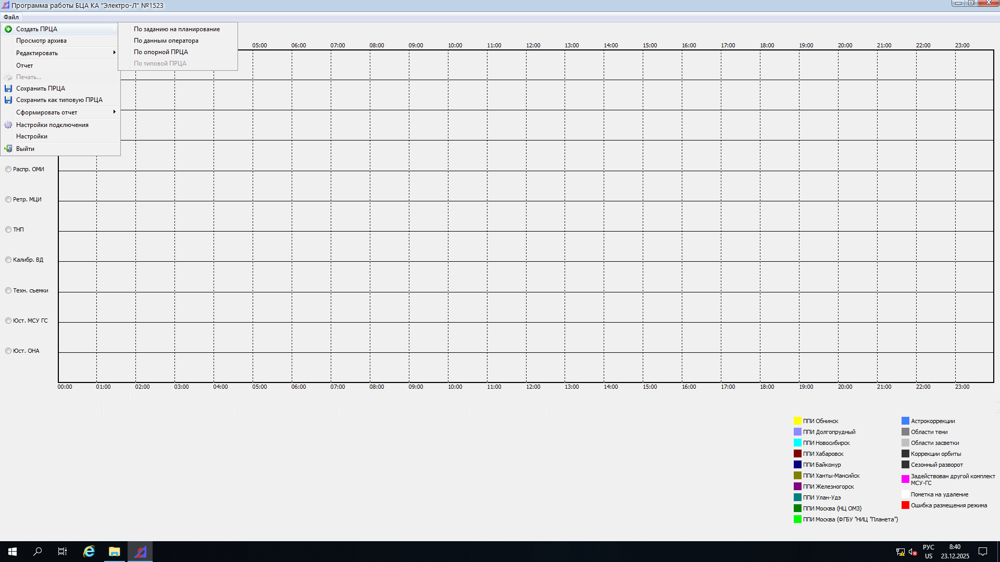 Программа работы БЦА КА "Электро-Л" №1523
Файл
Создать ПРЦА
Просмотр архива
Редактировать
Отчет
Печать...
Сохранить ПРЦА
Сохранить как типовую ПРЦА
Сформировать отчет
Настройки подключения
Настройки
Выйти
По заданию на планирование
По данным оператора
По опорной ПРЦА
По типовой ПРЦА
05:00 06:00 07:00 08:00 09:00 10:00 11:00 12:00 13:00 14:00 15:00 16:00 17:00 18:00 19:00 20:00 21:00 22:00 23:00
Распр. ОМИ
Ретр. МЦИ
ТНП
Калибр. ВД
Техн. съемки
Юст. МСУ ГС
Юст. ОНА
00:00 01:00 02:00 03:00 04:00 05:00 06:00 07:00 08:00 09:00 10:00 11:00 12:00 13:00 14:00 15:00 16:00 17:00 18:00 19:00 20:00 21:00 22:00 23:00
ППИ Обнинск
ППИ Долгопрудный
ППИ Новосибирск
ППИ Хабаровск
ППИ Байконур
ППИ Ханты-Мансийск
ППИ Железногорск
ППИ Улан-Удэ
ППИ Москва (НЦ ОМЗ)
ППИ Москва (ФГБУ "НИЦ "Планета")
Астрокоррекции
Области тени
Области засветки
Коррекции орбиты
Сезонный разворот
Задействован другой комплект
МСУ-ГС
Пометка на удаление
Ошибка размещения режима
РУС
US
8:40
23.12.2025